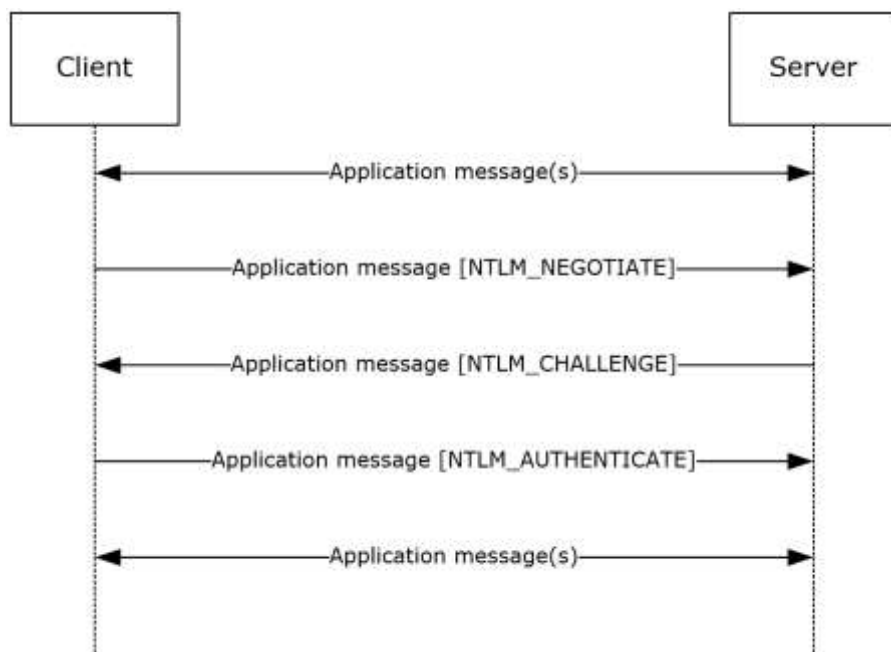 Client
Server
Application message(s)
Application message [NTLM_NEGOTIATE]
Application message [NTLM_CHALLENGE]
Application message [NTLM_AUTHENTICATE]
Application message(s)